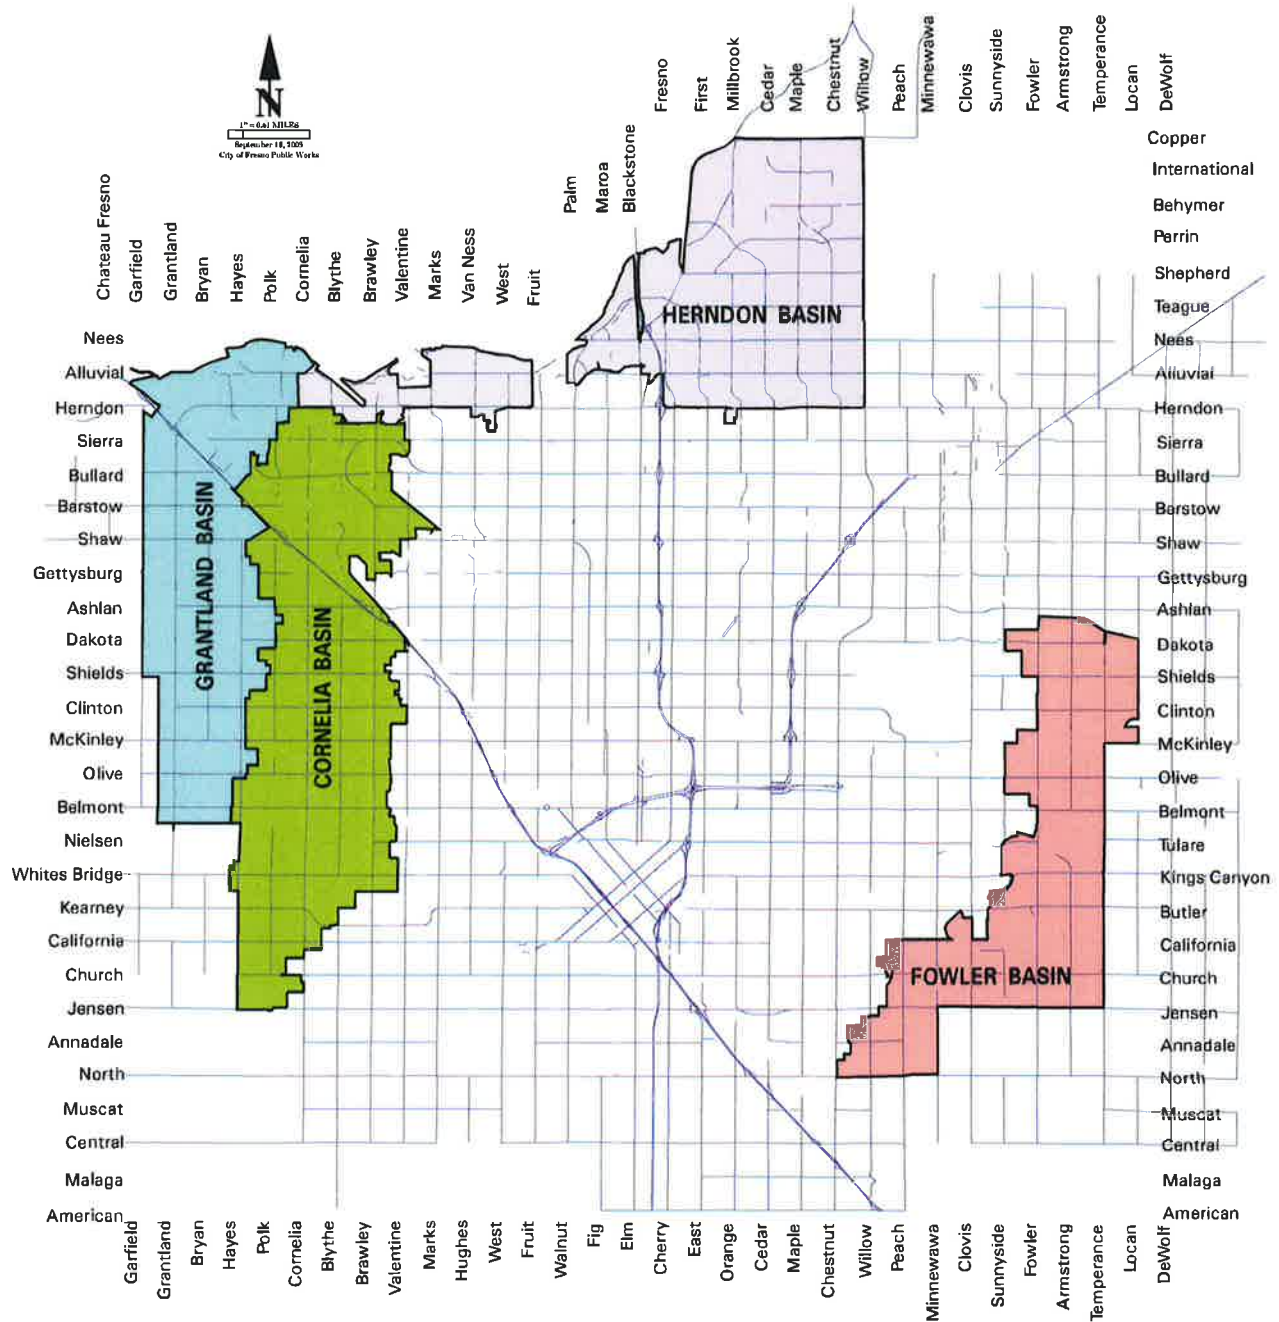 N
1" = 0.61 MILES
September 18, 2009
City of Fresno Public Works
Fresno
First
Millbrook
Cedar
Maple
Chestnut
Willow
Peach
Minnewawa
Clovis
Sunnyside
Fowler
Armstrong
Temperance
Locan
DeWolf
Palm
Maroa
Blackstone
Chateau Fresno
Garfield
Grantland
Bryan
Hayes
Polk
Cornelia
Blythe
Brawley
Valentine
Marks
Van Ness
West
Fruit
Copper
International
Behymer
Perrin
Shepherd
Teague
Nees
Alluvial
Herndon
Sierra
Bullard
Barstow
Shaw
Gettysburg
Ashlan
Dakota
Shields
Clinton
McKinley
Olive
Belmont
Tulare
Kings Canyon
Butler
California
Church
Jensen
Annadale
North
Muscat
Central
Malaga
American
Nees
Alluvial
Herndon
Sierra
Bullard
Barstow
Shaw
Gettysburg
Ashlan
Dakota
Shields
Clinton
McKinley
Olive
Belmont
Nielsen
Whites Bridge
Kearney
California
Church
Jensen
Annadale
North
Muscat
Central
Malaga
American
HERNDON BASIN
GRANTLAND BASIN
CORNELIA BASIN
FOWLER BASIN
Garfield
Grantland
Bryan
Hayes
Polk
Cornelia
Blythe
Brawley
Valentine
Marks
Hughes
West
Fruit
Walnut
Fig
Elm
Cherry
East
Orange
Cedar
Maple
Chestnut
Willow
Peach
Minnewawa
Clovis
Sunnyside
Fowler
Armstrong
Temperance
Locan
DeWolf